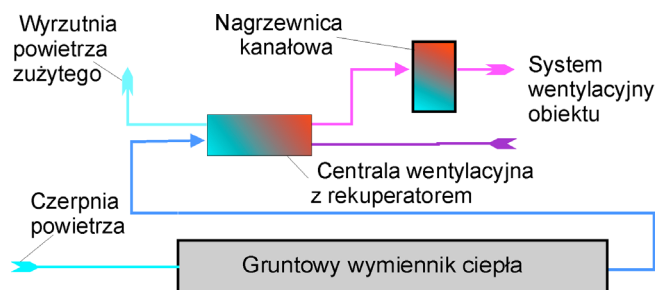 Wyrzutnia
powietrza
zużytego
Nagrzewnica
kanałowa
System
wentylacyjny
obiektu
Centrala wentylacyjna
z rekuperatorem
Czerpnia
powietrza
Gruntowy wymiennik ciepła